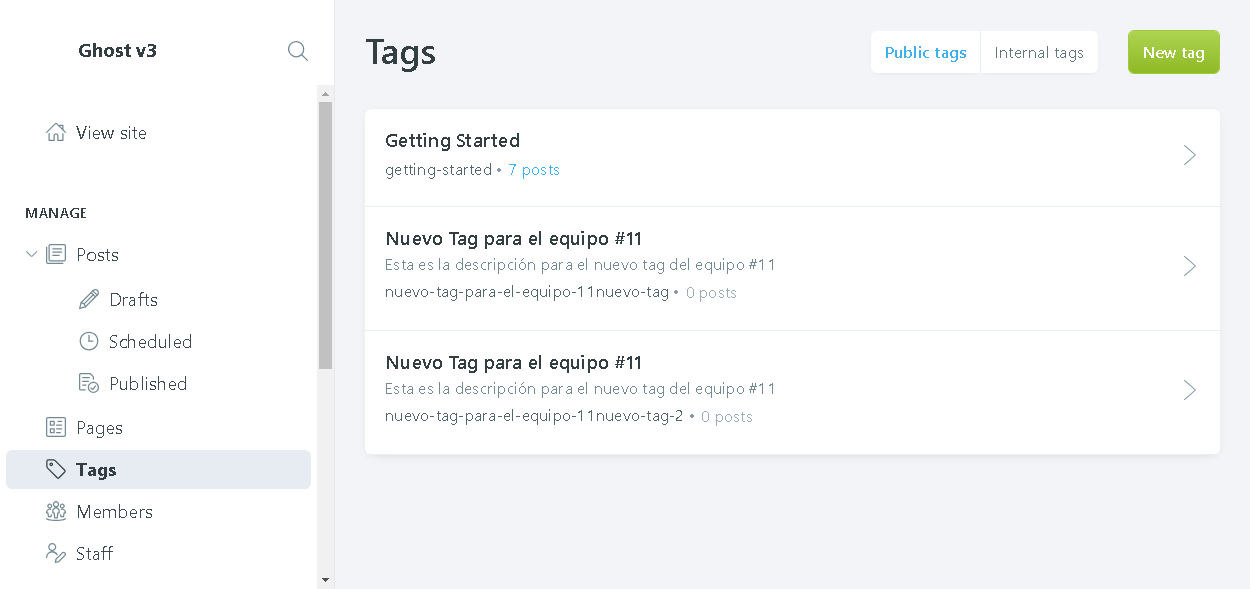 Ghost v3
View site
MANAGE
Posts
Drafts
Scheduled
Published
Pages
Tags
Members
Staff
Tags
Public tags
Internal tags
New tag
Getting Started
getting-started • 7 posts
Nuevo Tag para el equipo #11
Esta es la descripción para el nuevo tag del equipo #11
nuevo-tag-para-el-equipo-11nuevo-tag • 0 posts
Nuevo Tag para el equipo #11
Esta es la descripción para el nuevo tag del equipo #11
nuevo-tag-para-el-equipo-11nuevo-tag-2 • 0 posts